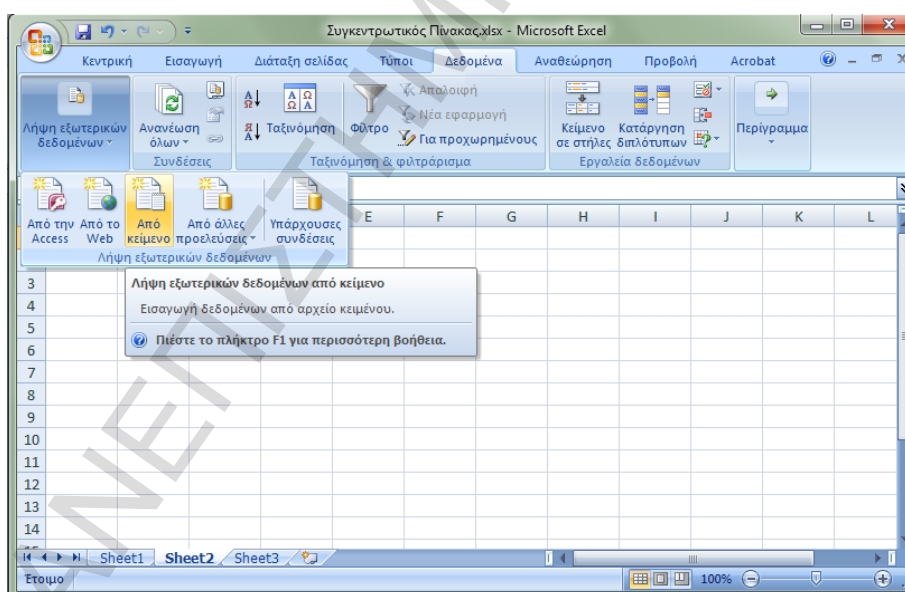 Συγκεντρωτικός Πίνακας.xlsx - Microsoft Excel
Κεντρική Εισαγωγή Διάταξη σελίδας Τύποι Δεδομένα Αναθεώρηση Προβολή Acrobat
Λήψη εξωτερικών δεδομένων
Ανανέωση όλων
Συνδέσεις
Ταξινόμηση
Φίλτρο
Απαλοιφή
Νέα εφαρμογή
Για προχωρημένους
Ταξινόμηση & φιλτράρισμα
Κείμενο σε στήλες
Κατάργηση διπλότυπων
Εργαλεία δεδομένων
Περίγραμμα
Από την Access
Από το Web
Από κείμενο
Από άλλες προελεύσεις
Υπάρχουσες συνδέσεις
Λήψη εξωτερικών δεδομένων
E F G H I J K L
Λήψη εξωτερικών δεδομένων από κείμενο
Εισαγωγή δεδομένων από αρχείο κειμένου.
Πιέστε το πλήκτρο F1 για περισσότερη βοήθεια.
3
4
5
6
7
8
9
10
11
12
13
14
Sheet1 Sheet2 Sheet3
Έτοιμο
100%